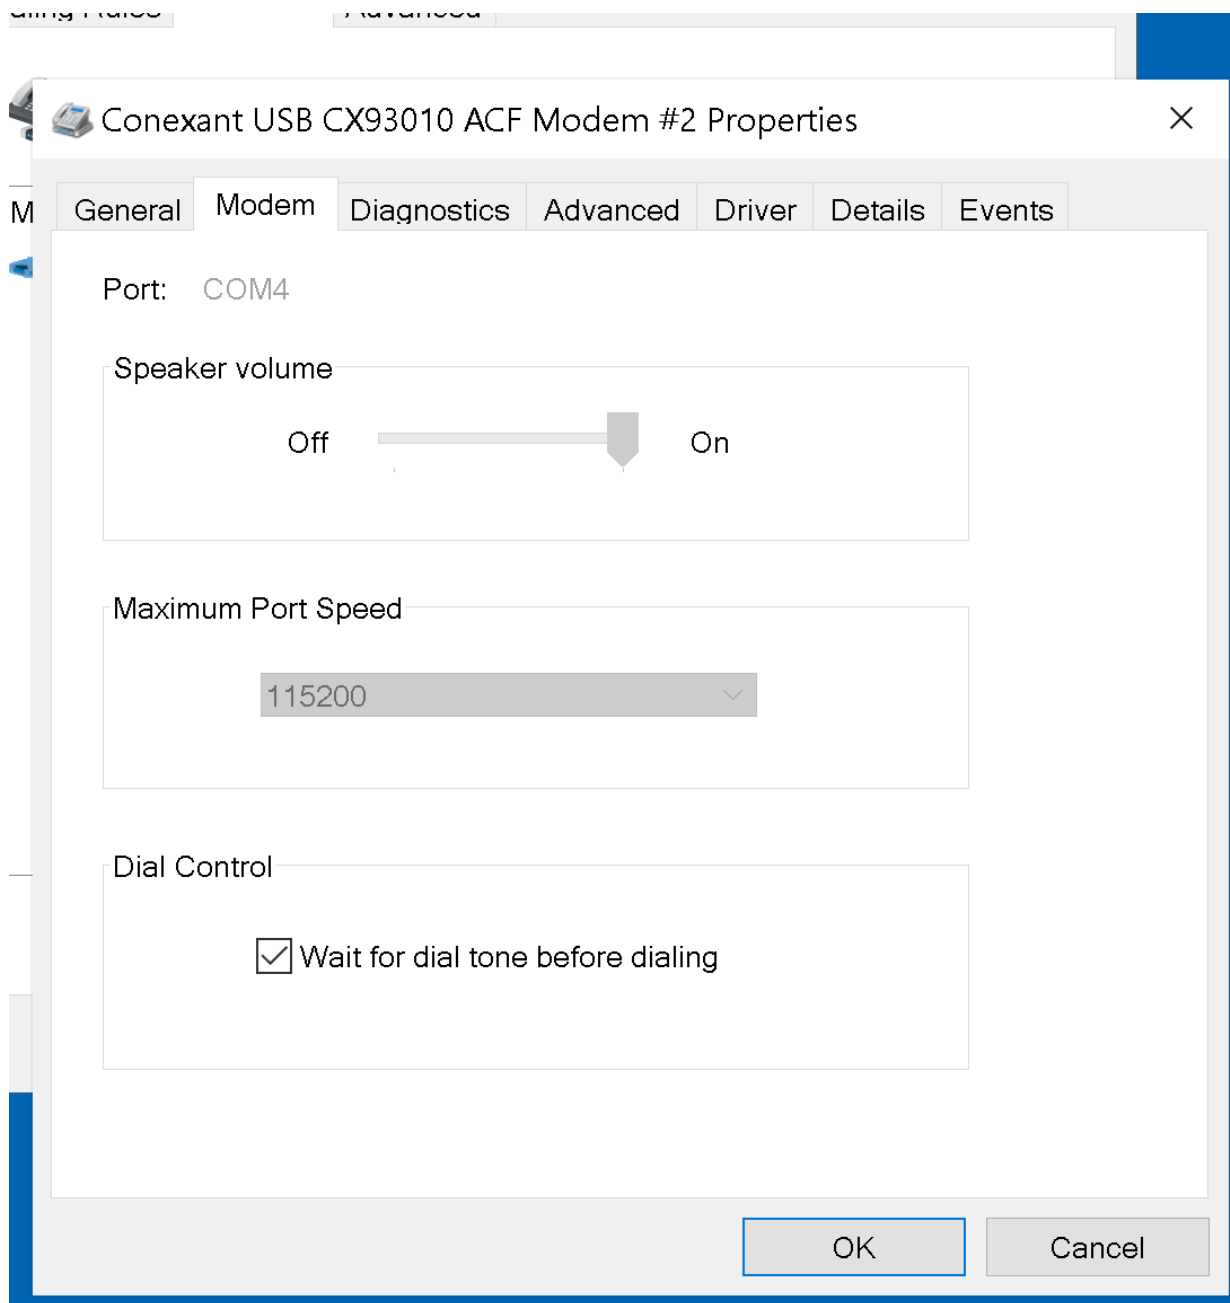 Advanced
Conexant USB CX93010 ACF Modem #2 Properties
General Modem Diagnostics Advanced Driver Details Events
M
Port: COM4
Speaker volume
Off On
Maximum Port Speed
115200
Dial Control
Wait for dial tone before dialing
OK Cancel